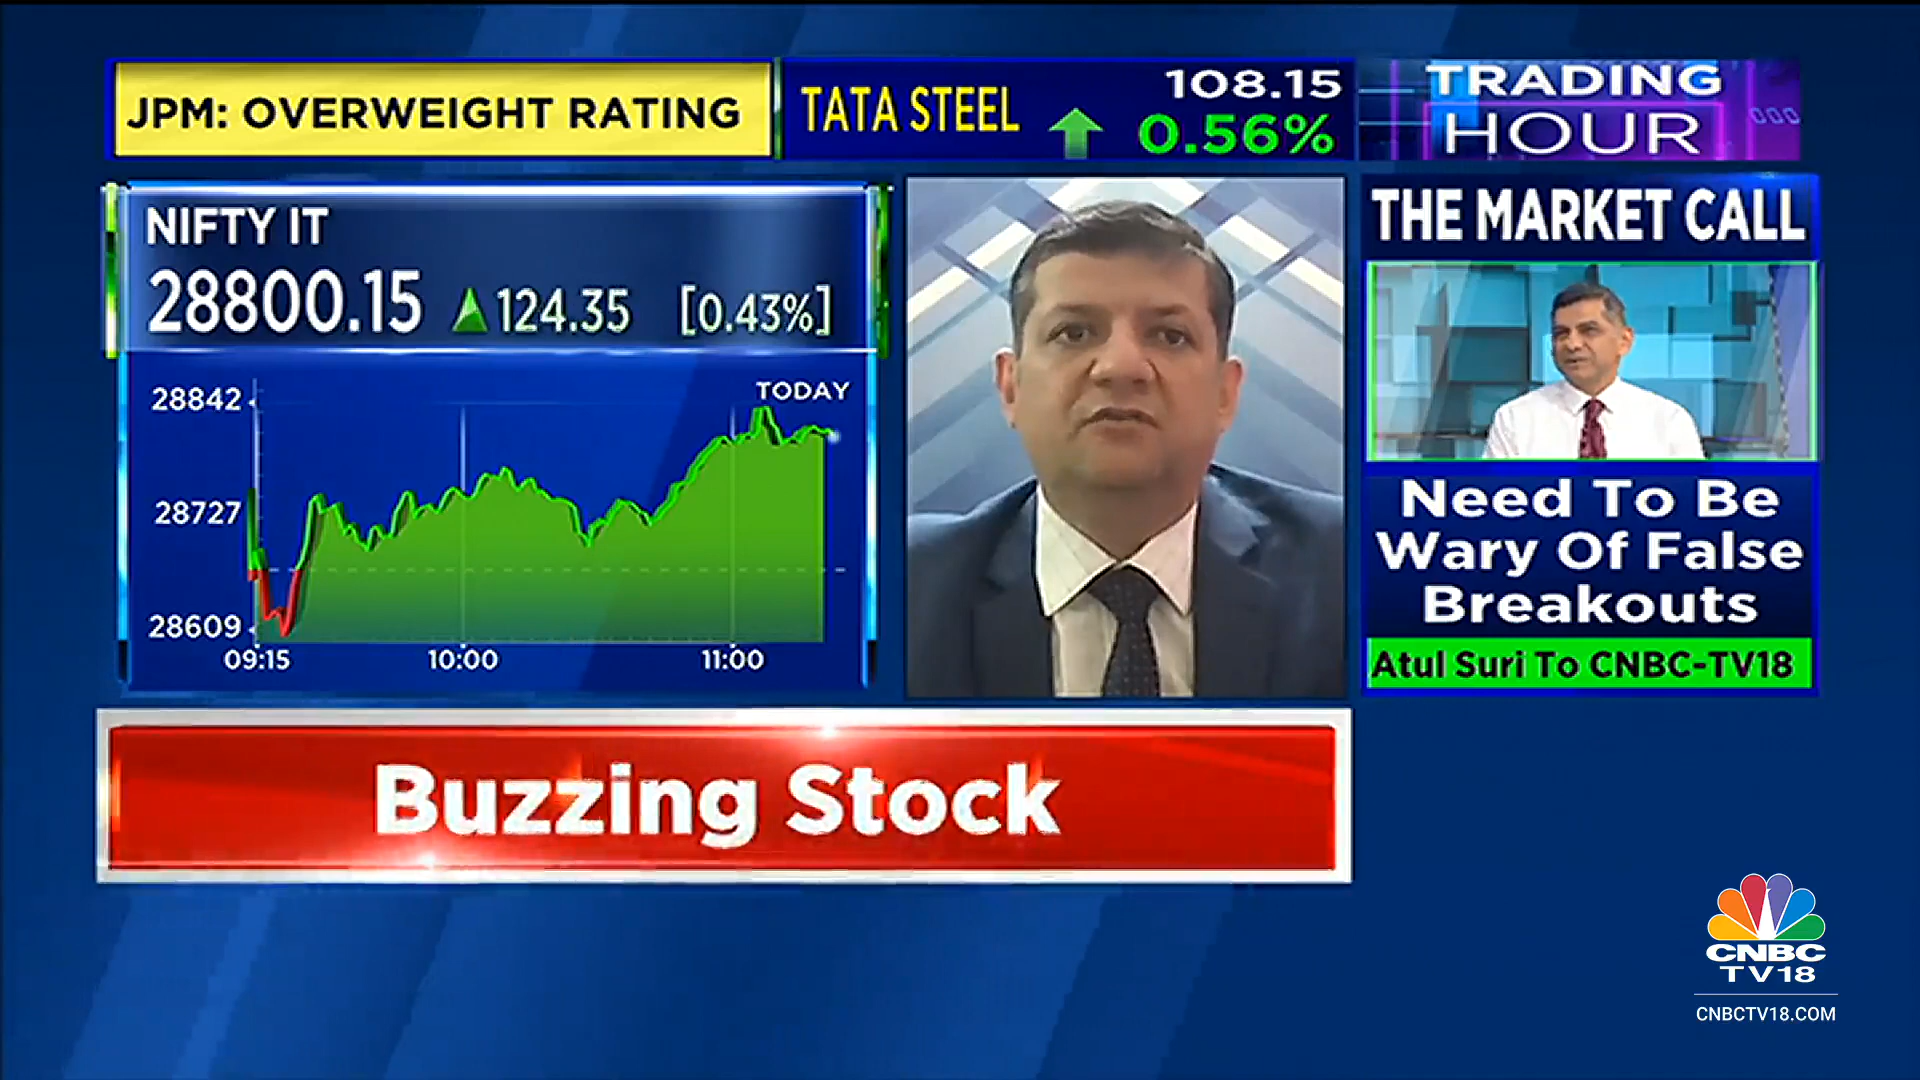 JPM: OVERWEIGHT RATING
TATA STEEL
108.15
0.56%
TRADING
HOUR
NIFTY IT
28800.15 ▲ 124.35 [0.43%]
TODAY
28842
28727
28609
09:15 10:00 11:00
THE MARKET CALL
Need To Be
Wary Of False
Breakouts
Atul Suri To CNBC-TV18
Buzzing Stock
CNBC
TV18
CNBCTV18.COM